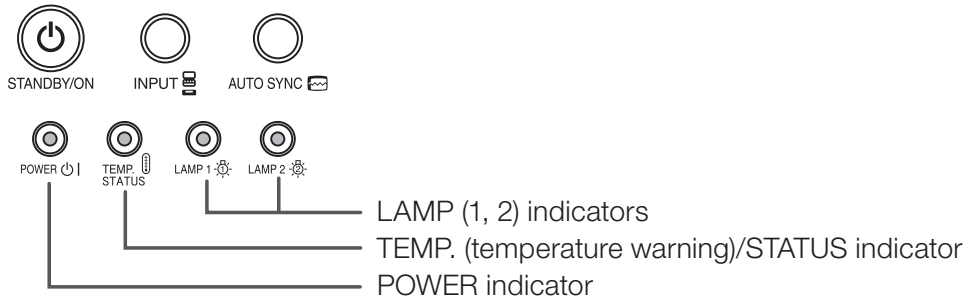 STANDBY/ON INPUT AUTO SYNC
POWER TEMP. LAMP 1 LAMP 2
STATUS
LAMP (1, 2) indicators
TEMP. (temperature warning)/STATUS indicator
POWER indicator